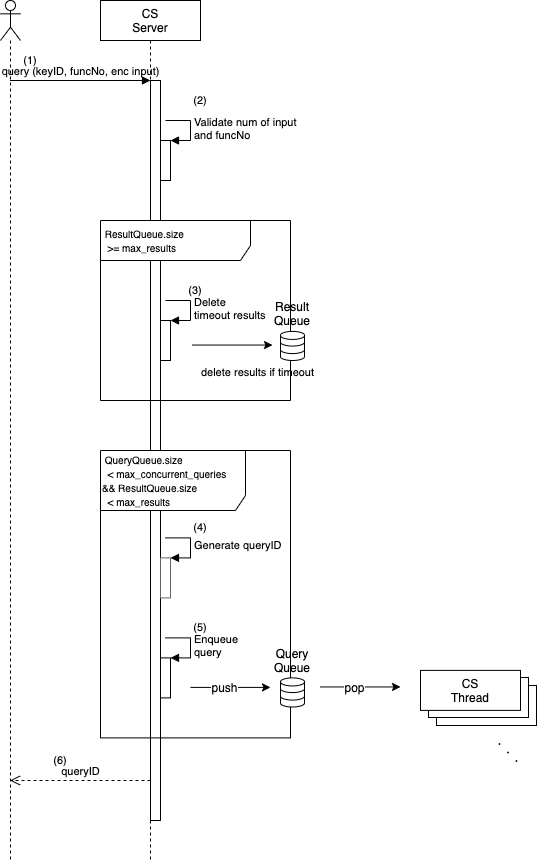 CS
Server
(1)
query (keyID, funcNo, enc input)
(2)
Validate num of input
and funcNo
ResultQueue.size
>= max_results
(3)
Delete
timeout results
Result
Queue
delete results if timeout
QueryQueue.size
< max_concurrent_queries
&& ResultQueue.size
< max_results
(4)
Generate queryID
(5)
Enqueue
query
Query
Queue
push
pop
CS
Thread
. . .
(6)
queryID